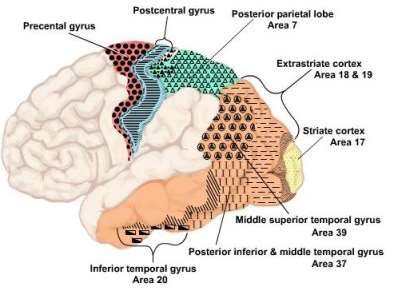 Postcentral gyrus
Precental gyrus
Posterior parietal lobe
Area 7
Extrastriate cortex
Area 18 & 19
Striate cortex
Area 17
Middle superior temporal gyrus
Area 39
Posterior inferior & middle temporal gyrus
Area 37
Inferior temporal gyrus
Area 20